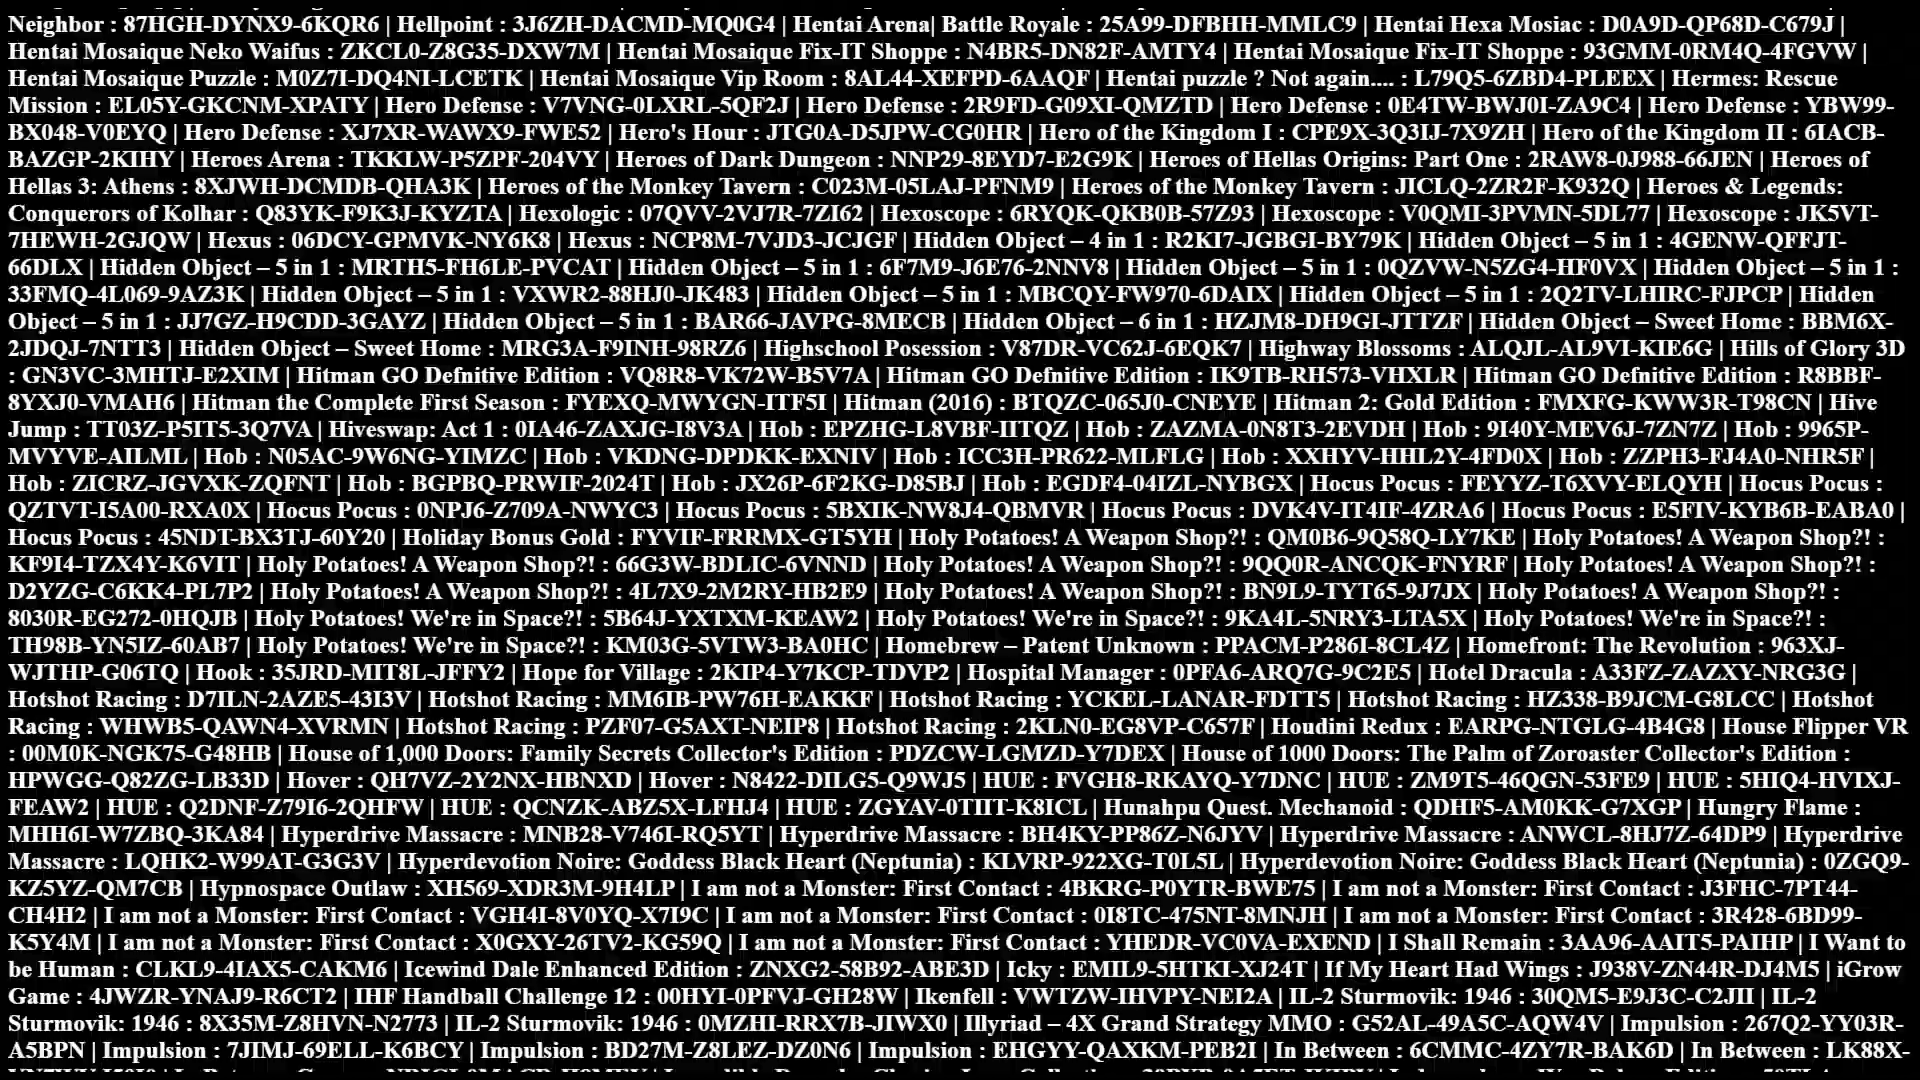 Neighbor : 87HGH-DYNX9-6KQR6 | Hellpoint : 3J6ZH-DACMD-MQ0G4 | Hentai Arena| Battle Royale : 25A99-DFBHH-MMLC9 | Hentai Hexa Mosiac : D0A9D-QP68D-C679J |
Hentai Mosaique Neko Waifus : ZKCL0-Z8G35-DXW7M | Hentai Mosaique Fix-IT Shoppe : N4BR5-DN82F-AMTY4 | Hentai Mosaique Fix-IT Shoppe : 93GMM-0RM4Q-4FGVW |
Hentai Mosaique Puzzle : M0Z7I-DQ4NI-LCETK | Hentai Mosaique Vip Room : 8AL44-XEFPD-6AAQF | Hentai puzzle ? Not again.... : L79Q5-6ZBD4-PLEEX | Hermes: Rescue
Mission : EL05Y-GKCNM-XPATY | Hero Defense : V7VNG-0LXRL-5QF2J | Hero Defense : 2R9FD-G09XI-QMZTD | Hero Defense : 0E4TW-BWJ0I-ZA9C4 | Hero Defense : YBW99-
BX048-V0EYQ | Hero Defense : XJ7XR-WAWX9-FWE52 | Hero's Hour : JTG0A-D5JPW-CG0HR | Hero of the Kingdom I : CPE9X-3Q3IJ-7X9ZH | Hero of the Kingdom II : 6IACB-
BAZGP-2KIHY | Heroes Arena : TKKLW-P5ZPF-204VY | Heroes of Dark Dungeon : NNP29-8EYD7-E2G9K | Heroes of Hellas Origins: Part One : 2RAW8-0J988-66JEN | Heroes of
Hellas 3: Athens : 8XJWH-DCMDB-QHA3K | Heroes of the Monkey Tavern : C023M-05LAJ-PFNM9 | Heroes of the Monkey Tavern : JICLQ-2ZR2F-K932Q | Heroes & Legends:
Conquerors of Kolhar : Q83YK-F9K3J-KYZTA | Hexologic : 07QVV-2VJ7R-7ZI62 | Hexoscope : 6RYQK-QKB0B-57Z93 | Hexoscope : V0QMI-3PVMN-5DL77 | Hexoscope : JK5VT-
7HEWH-2GJQW | Hexus : 06DCY-GPMVK-NY6K8 | Hexus : NCP8M-7VJD3-JCJGF | Hidden Object – 4 in 1 : R2KI7-JGBGI-BY79K | Hidden Object – 5 in 1 : 4GENW-QFFJT-
66DLX | Hidden Object – 5 in 1 : MRTH5-FH6LE-PVCAT | Hidden Object – 5 in 1 : 6F7M9-J6E76-2NNV8 | Hidden Object – 5 in 1 : 0QZVW-N5ZG4-HF0VX | Hidden Object – 5 in 1 :
33FMQ-4L069-9AZ3K | Hidden Object – 5 in 1 : VXWR2-88HJ0-JK483 | Hidden Object – 5 in 1 : MBCQY-FW970-6DAIX | Hidden Object – 5 in 1 : 2Q2TV-LHIRC-FJPCP | Hidden
Object – 5 in 1 : JJ7GZ-H9CDD-3GAYZ | Hidden Object – 5 in 1 : BAR66-JAVPG-8MECB | Hidden Object – 6 in 1 : HZJM8-DH9GI-JTTZF | Hidden Object – Sweet Home : BBM6X-
2JDQJ-7NTT3 | Hidden Object – Sweet Home : MRG3A-F9INH-98RZ6 | Highschool Posession : V87DR-VC62J-6EQK7 | Highway Blossoms : ALQJL-AL9VI-KIE6G | Hills of Glory 3D
: GN3VC-3MHTJ-E2XIM | Hitman GO Defnitive Edition : VQ8R8-VK72W-B5V7A | Hitman GO Defnitive Edition : IK9TB-RH573-VHXLR | Hitman GO Defnitive Edition : R8BBF-
8YXJ0-VMAH6 | Hitman the Complete First Season : FYEXQ-MWYGN-ITF5I | Hitman (2016) : BTQZC-065J0-CNEYE | Hitman 2: Gold Edition : FMXFG-KWW3R-T98CN | Hive
Jump : TT03Z-P5IT5-3Q7VA | Hiveswap: Act 1 : 0IA46-ZAXJG-I8V3A | Hob : EPZHG-L8VBF-IITQZ | Hob : ZAZMA-0N8T3-2EVDH | Hob : 9I40Y-MEV6J-7ZN7Z | Hob : 9965P-
MVYVE-AILML | Hob : N05AC-9W6NG-YIMZC | Hob : VKDNG-DPDKK-EXNIV | Hob : ICC3H-PR622-MLFLG | Hob : XXHYV-HHL2Y-4FD0X | Hob : ZZPH3-FJ4A0-NHR5F |
Hob : ZICRZ-JGVXK-ZQFNT | Hob : BGPBQ-PRWIF-2024T | Hob : JX26P-6F2KG-D85BJ | Hob : EGDF4-04IZL-NYBGX | Hocus Pocus : FEYYZ-T6XVY-ELQYH | Hocus Pocus :
QZTVT-I5A00-RXA0X | Hocus Pocus : 0NPJ6-Z709A-NWYC3 | Hocus Pocus : 5BXIK-NW8J4-QBMVR | Hocus Pocus : DVK4V-IT4IF-4ZRA6 | Hocus Pocus : E5FIV-KYB6B-EABA0 |
Hocus Pocus : 45NDT-BX3TJ-60Y20 | Holiday Bonus Gold : FYVIF-FRRMX-GT5YH | Holy Potatoes! A Weapon Shop?! : QM0B6-9Q58Q-LY7KE | Holy Potatoes! A Weapon Shop?! :
KF9I4-TZX4Y-K6VIT | Holy Potatoes! A Weapon Shop?! : 66G3W-BDLIC-6VNND | Holy Potatoes! A Weapon Shop?! : 9QQ0R-ANCQK-FNYRF | Holy Potatoes! A Weapon Shop?! :
D2YZG-C6KK4-PL7P2 | Holy Potatoes! A Weapon Shop?! : 4L7X9-2M2RY-HB2E9 | Holy Potatoes! A Weapon Shop?! : BN9L9-TYT65-9J7JX | Holy Potatoes! A Weapon Shop?! :
8030R-EG272-0HQJB | Holy Potatoes! We're in Space?! : 5B64J-YXTXM-KEAW2 | Holy Potatoes! We're in Space?! : 9KA4L-5NRY3-LTA5X | Holy Potatoes! We're in Space?! :
TH98B-YN5IZ-60AB7 | Holy Potatoes! We're in Space?! : KM03G-5VTW3-BA0HC | Homebrew – Patent Unknown : PPACM-P286I-8CL4Z | Homefront: The Revolution : 963XJ-
WJTHP-G06TQ | Hook : 35JRD-MIT8L-JFFY2 | Hope for Village : 2KIP4-Y7KCP-TDVP2 | Hospital Manager : 0PFA6-ARQ7G-9C2E5 | Hotel Dracula : A33FZ-ZAZXY-NRG3G |
Hotshot Racing : D7ILN-2AZE5-43I3V | Hotshot Racing : MM6IB-PW76H-EAKKF | Hotshot Racing : YCKEL-LANAR-FDTT5 | Hotshot Racing : HZ338-B9JCM-G8LCC | Hotshot
Racing : WHWB5-QAWN4-XVRMN | Hotshot Racing : PZF07-G5AXT-NEIP8 | Hotshot Racing : 2KLN0-EG8VP-C657F | Houdini Redux : EARPG-NTGLG-4B4G8 | House Flipper VR
: 00M0K-NGK75-G48HB | House of 1,000 Doors: Family Secrets Collector's Edition : PDZCW-LGMZD-Y7DEX | House of 1000 Doors: The Palm of Zoroaster Collector's Edition :
HPWGG-Q82ZG-LB33D | Hover : QH7VZ-2Y2NX-HBNXD | Hover : N8422-DILG5-Q9WJ5 | HUE : FVGH8-RKAYQ-Y7DNC | HUE : ZM9T5-46QGN-53FE9 | HUE : 5HIQ4-HVIXJ-
FEAW2 | HUE : Q2DNF-Z79I6-2QHFW | HUE : QCNZK-ABZ5X-LFHJ4 | HUE : ZGYAV-0TIIT-K8ICL | Hunahpu Quest. Mechanoid : QDHF5-AM0KK-G7XGP | Hungry Flame :
MHH6I-W7ZBQ-3KA84 | Hyperdrive Massacre : MNB28-V746I-RQ5YT | Hyperdrive Massacre : BH4KY-PP86Z-N6JYV | Hyperdrive Massacre : ANWCL-8HJ7Z-64DP9 | Hyperdrive
Massacre : LQHK2-W99AT-G3G3V | Hyperdevotion Noire: Goddess Black Heart (Neptunia) : KLVRP-922XG-T0L5L | Hyperdevotion Noire: Goddess Black Heart (Neptunia) : 0ZGQ9-
KZ5YZ-QM7CB | Hypnospace Outlaw : XH569-XDR3M-9H4LP | I am not a Monster: First Contact : 4BKRG-P0YTR-BWE75 | I am not a Monster: First Contact : J3FHC-7PT44-
CH4H2 | I am not a Monster: First Contact : VGH4I-8V0YQ-X7I9C | I am not a Monster: First Contact : 0I8TC-475NT-8MNJH | I am not a Monster: First Contact : 3R428-6BD99-
K5Y4M | I am not a Monster: First Contact : X0GXY-26TV2-KG59Q | I am not a Monster: First Contact : YHEDR-VC0VA-EXEND | I Shall Remain : 3AA96-AAIT5-PAIHP | I Want to
be Human : CLKL9-4IAX5-CAKM6 | Icewind Dale Enhanced Edition : ZNXG2-58B92-ABE3D | Icky : EMIL9-5HTKI-XJ24T | If My Heart Had Wings : J938V-ZN44R-DJ4M5 | iGrow
Game : 4JWZR-YNAJ9-R6CT2 | IHF Handball Challenge 12 : 00HYI-0PFVJ-GH28W | Ikenfell : VWTZW-IHVPY-NEI2A | IL-2 Sturmovik: 1946 : 30QM5-E9J3C-C2JII | IL-2
Sturmovik: 1946 : 8X35M-Z8HVN-N2773 | IL-2 Sturmovik: 1946 : 0MZHI-RRX7B-JIWX0 | Illyriad – 4X Grand Strategy MMO : G52AL-49A5C-AQW4V | Impulsion : 267Q2-YY03R-
A5BPN | Impulsion : 7JIMJ-69ELL-K6BCY | Impulsion : BD27M-Z8LEZ-DZ0N6 | Impulsion : EHGYY-QAXKM-PEB2I | In Between : 6CMMC-4ZY7R-BAK6D | In Between : LK88X-